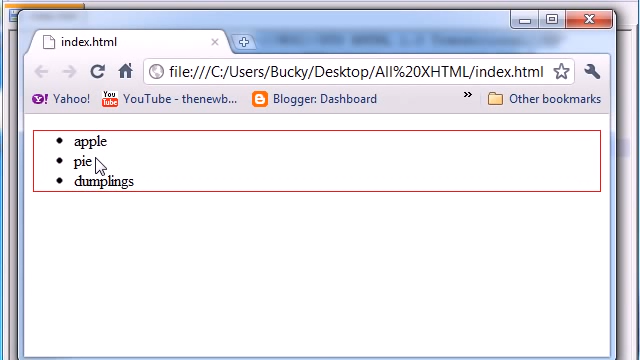 index.html
file:///C:/Users/Bucky/Desktop/All%20XHTML/index.html
Yahoo! YouTube - thenewb... Blogger: Dashboard » Other bookmarks
apple
pie
dumplings